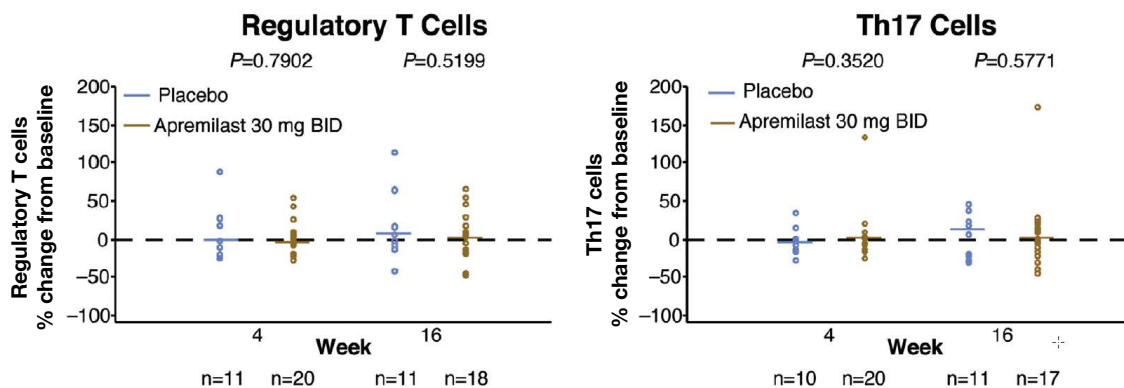 Regulatory T Cells
P=0.7902 P=0.5199
Regulatory T cells
% change from baseline
200
150
100
50
0
−50
−100
Placebo
Apremilast 30 mg BID
4 16
Week
n=11 n=20 n=11 n=18
Th17 Cells
P=0.3520 P=0.5771
Th17 cells
% change from baseline
200
150
100
50
0
−50
−100
Placebo
Apremilast 30 mg BID
4 16
Week
n=10 n=20 n=11 n=17